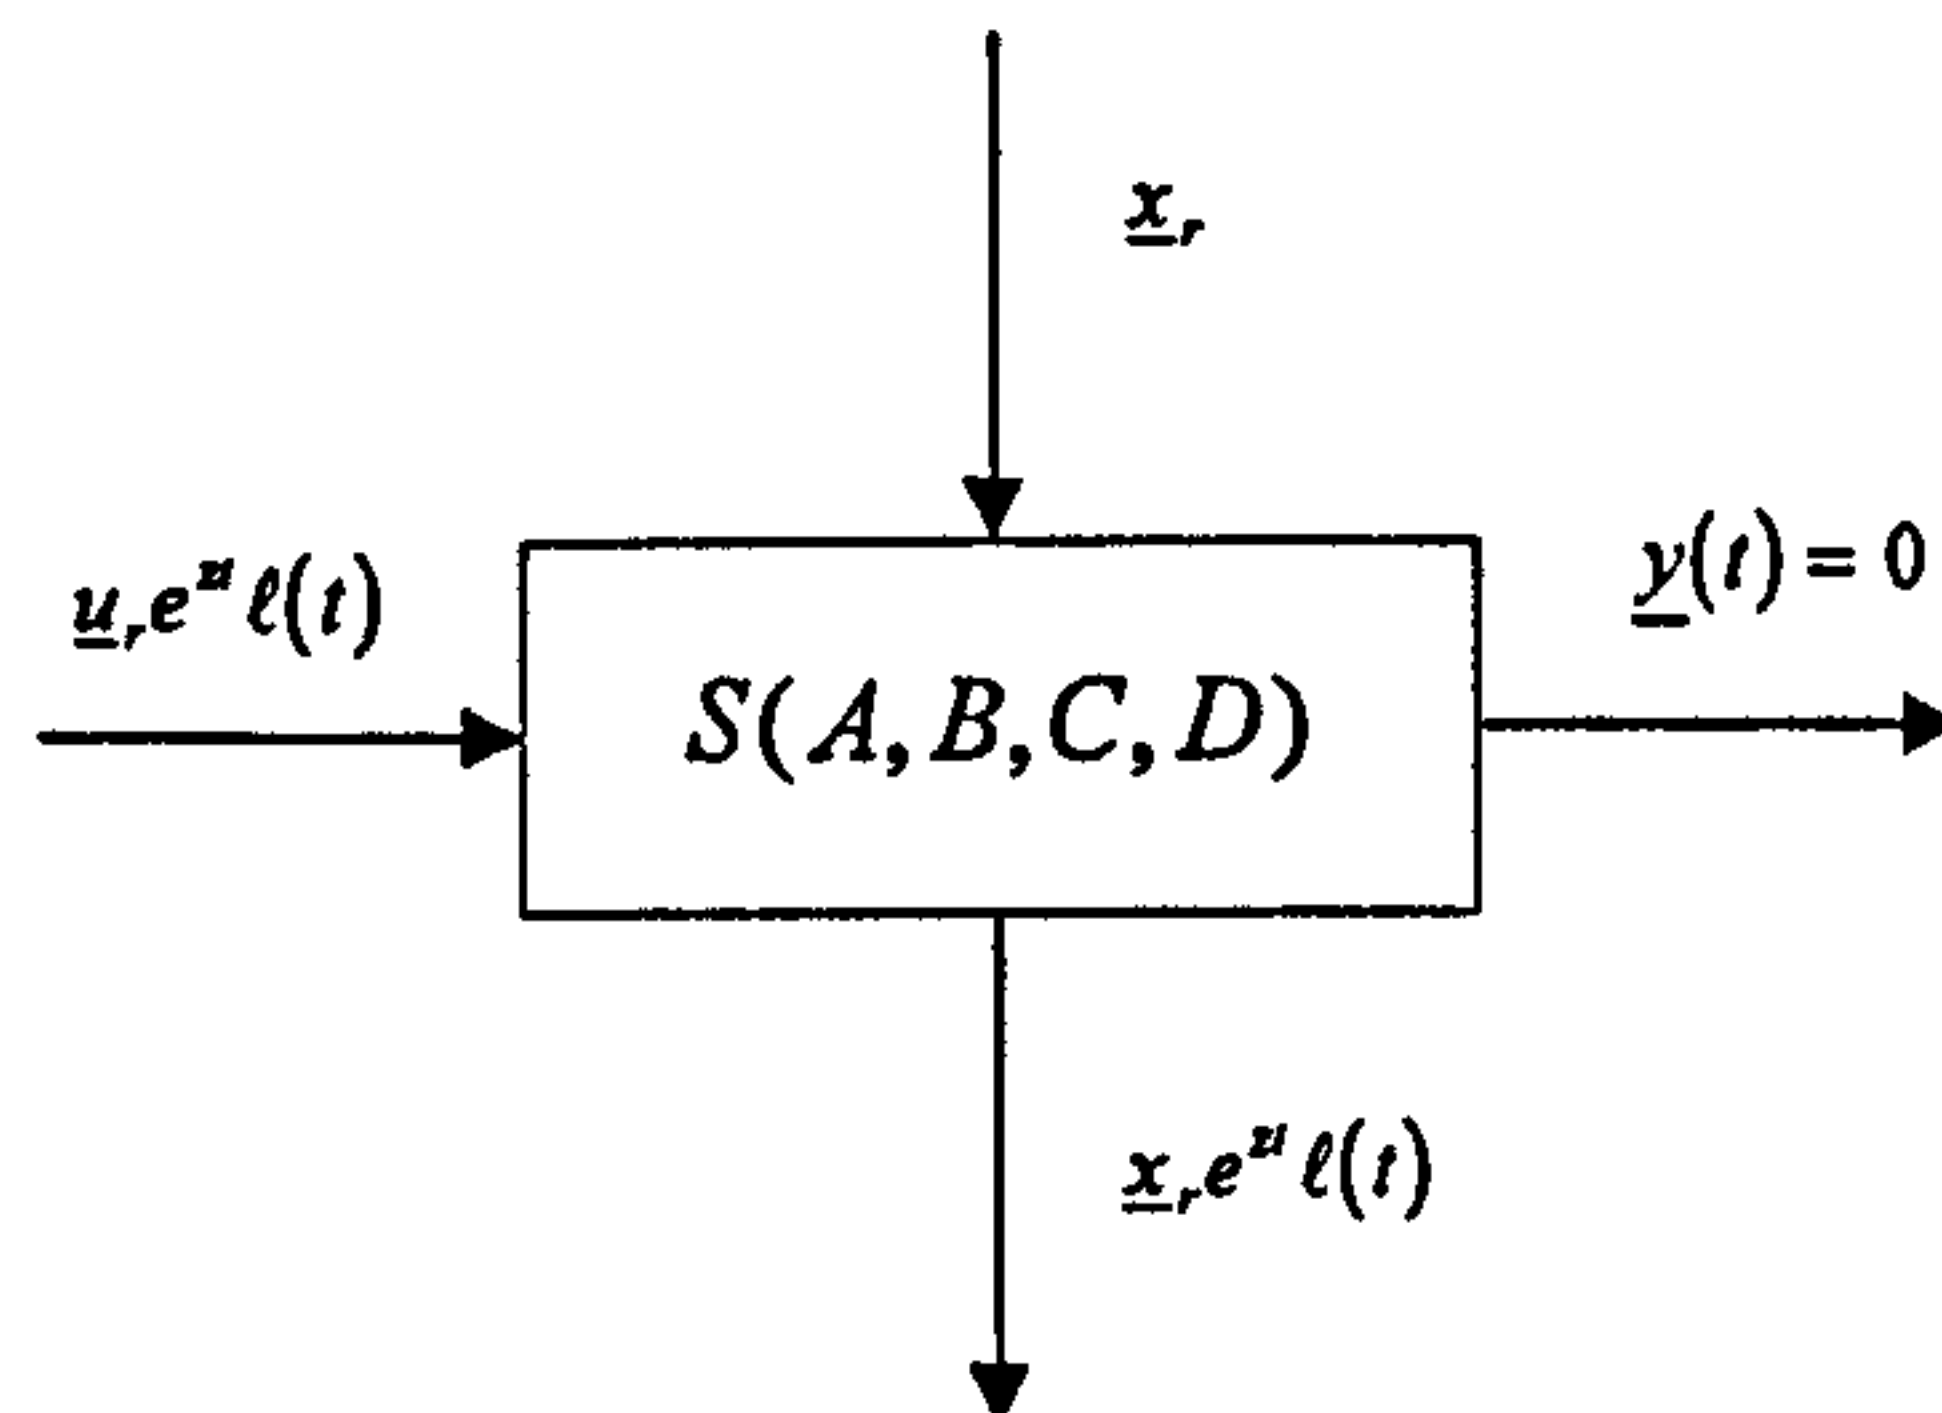 x_r
u_r e^{zt} ℓ(t)
S(A,B,C,D)
y(t) = 0
x_r e^{zt} ℓ(t)